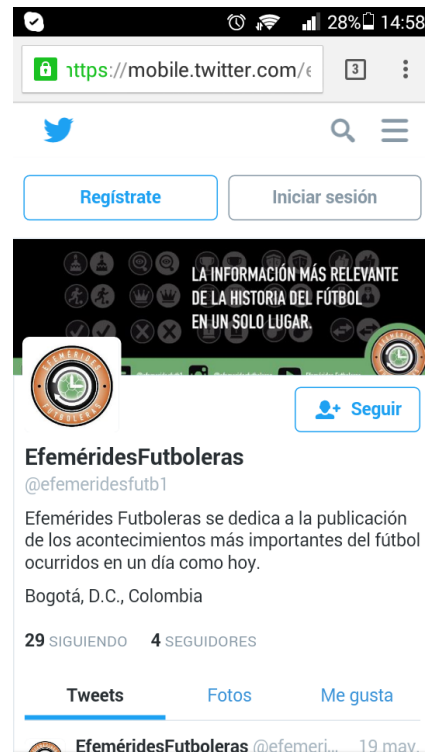 28% 14:58
https://mobile.twitter.com/e
3
Regístrate
Iniciar sesión
LA INFORMACIÓN MÁS RELEVANTE
DE LA HISTORIA DEL FÚTBOL
EN UN SOLO LUGAR.
EFEMÉRIDES
FUTBOLERAS
Seguir
EfeméridesFutboleras
@efemeridesfutb1
Efemérides Futboleras se dedica a la publicación
de los acontecimientos más importantes del fútbol
ocurridos en un día como hoy.
Bogotá, D.C., Colombia
29 SIGUIENDO 4 SEGUIDORES
Tweets Fotos Me gusta
EfeméridesFutboleras @efemeri... 19 may.